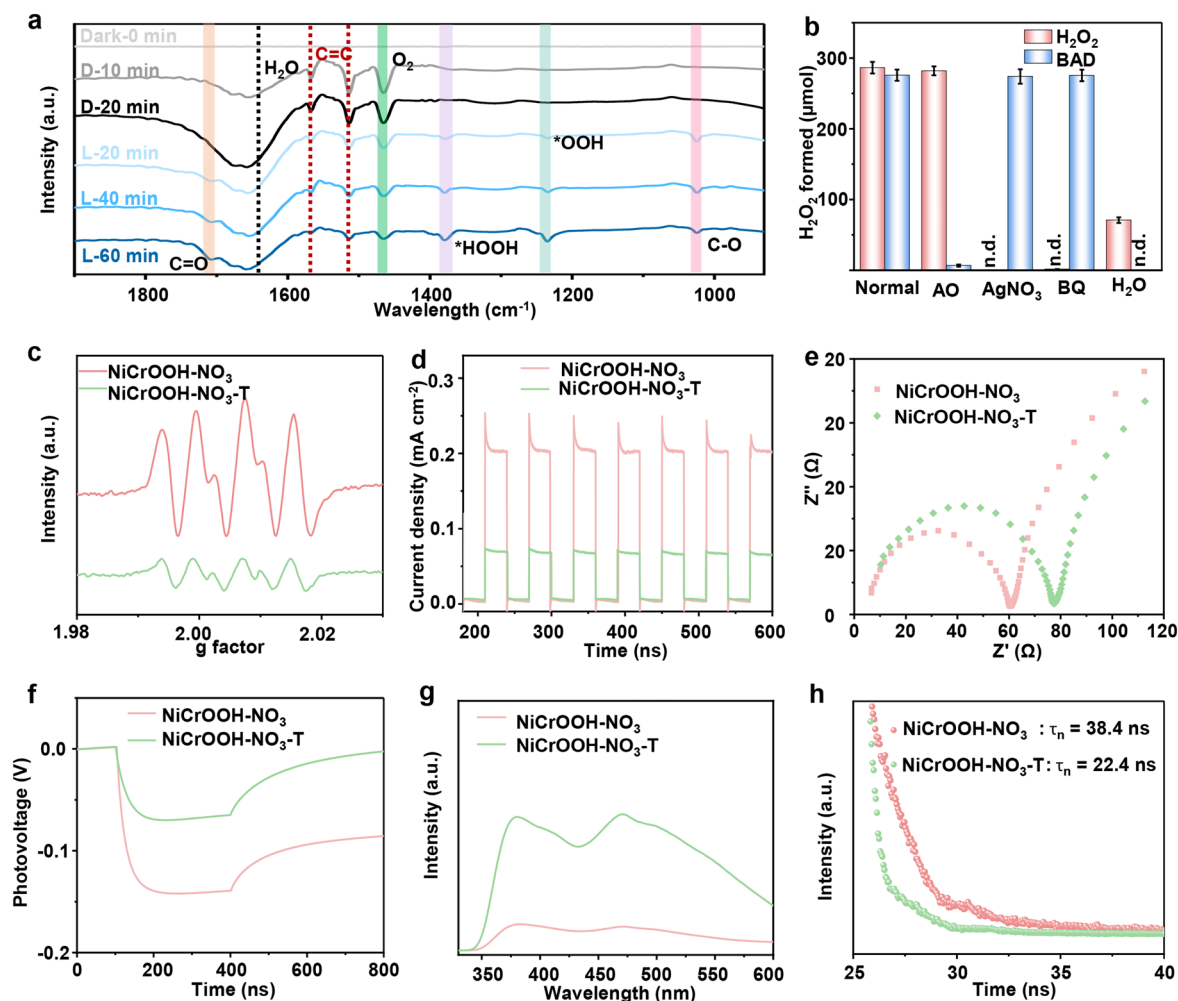 a
Dark-0 min
D-10 min
D-20 min
L-20 min
L-40 min
L-60 min
H₂O
C=C
O₂
*OOH
*HOOH
C=O
C-O
Intensity (a.u.)
1800
1600
1400
1200
1000
Wavelength (cm⁻¹)
b
H₂O₂
BAD
H₂O₂ formed (μmol)
300
200
100
0
n.d.
n.d.
n.d.
Normal
AO
AgNO₃
BQ
H₂O
c
NiCrOOH-NO₃
NiCrOOH-NO₃-T
Intensity (a.u.)
1.98
2.00
2.02
g factor
d
NiCrOOH-NO₃
NiCrOOH-NO₃-T
Current density (mA cm⁻²)
0.3
0.2
0.1
0.0
200
300
400
500
600
Time (ns)
e
NiCrOOH-NO₃
NiCrOOH-NO₃-T
Z'' (Ω)
20
20
20
20
0
0
20
40
60
80
100
120
Z' (Ω)
f
NiCrOOH-NO₃
NiCrOOH-NO₃-T
Photovoltage (V)
0.0
-0.1
-0.2
0
200
400
600
800
Time (ns)
g
NiCrOOH-NO₃
NiCrOOH-NO₃-T
Intensity (a.u.)
350
400
450
500
550
600
Wavelength (nm)
h
NiCrOOH-NO₃ : τₙ = 38.4 ns
NiCrOOH-NO₃-T: τₙ = 22.4 ns
Intensity (a.u.)
25
30
35
40
Time (ns)